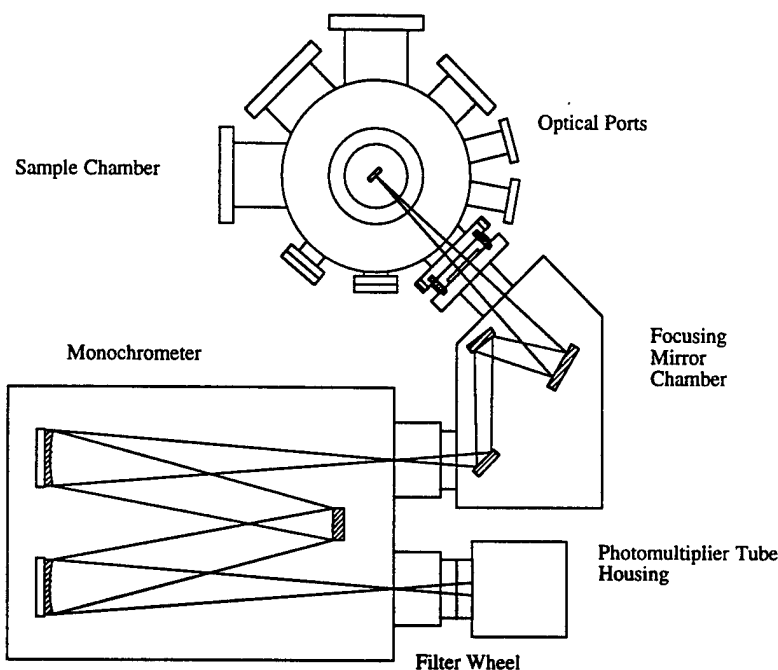 Optical Ports
Sample Chamber
Focusing
Mirror
Chamber
Monochrometer
Photomultiplier Tube
Housing
Filter Wheel